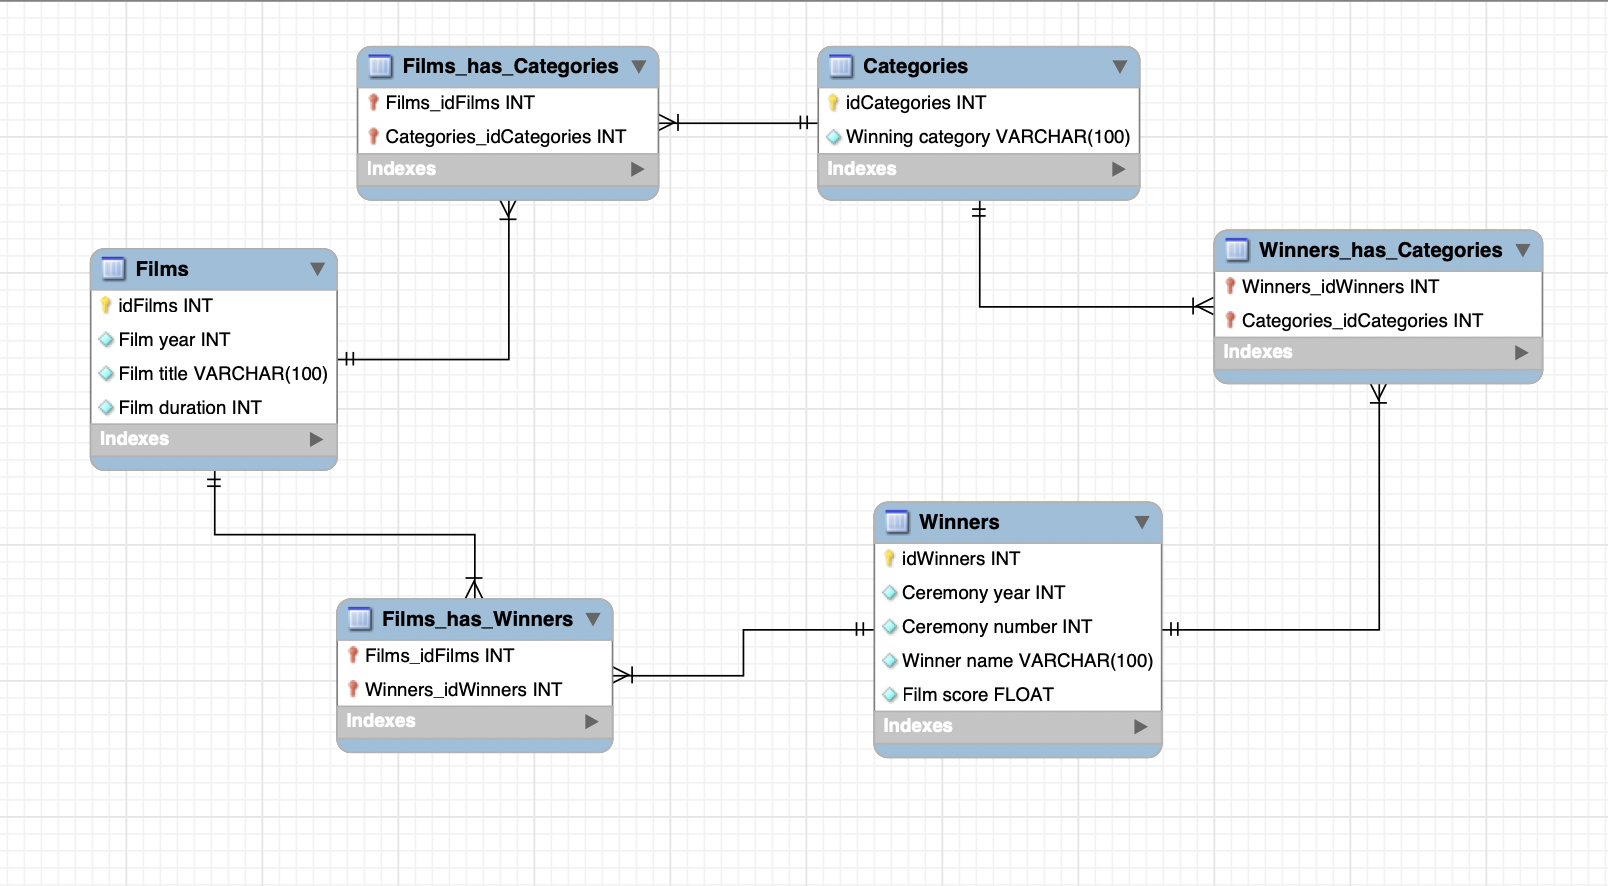 Films_has_Categories
Films_idFilms INT
Categories_idCategories INT
Indexes
Categories
idCategories INT
Winning category VARCHAR(100)
Indexes
Winners_has_Categories
Winners_idWinners INT
Categories_idCategories INT
Indexes
Films
idFilms INT
Film year INT
Film title VARCHAR(100)
Film duration INT
Indexes
Winners
idWinners INT
Ceremony year INT
Ceremony number INT
Winner name VARCHAR(100)
Film score FLOAT
Indexes
Films_has_Winners
Films_idFilms INT
Winners_idWinners INT
Indexes